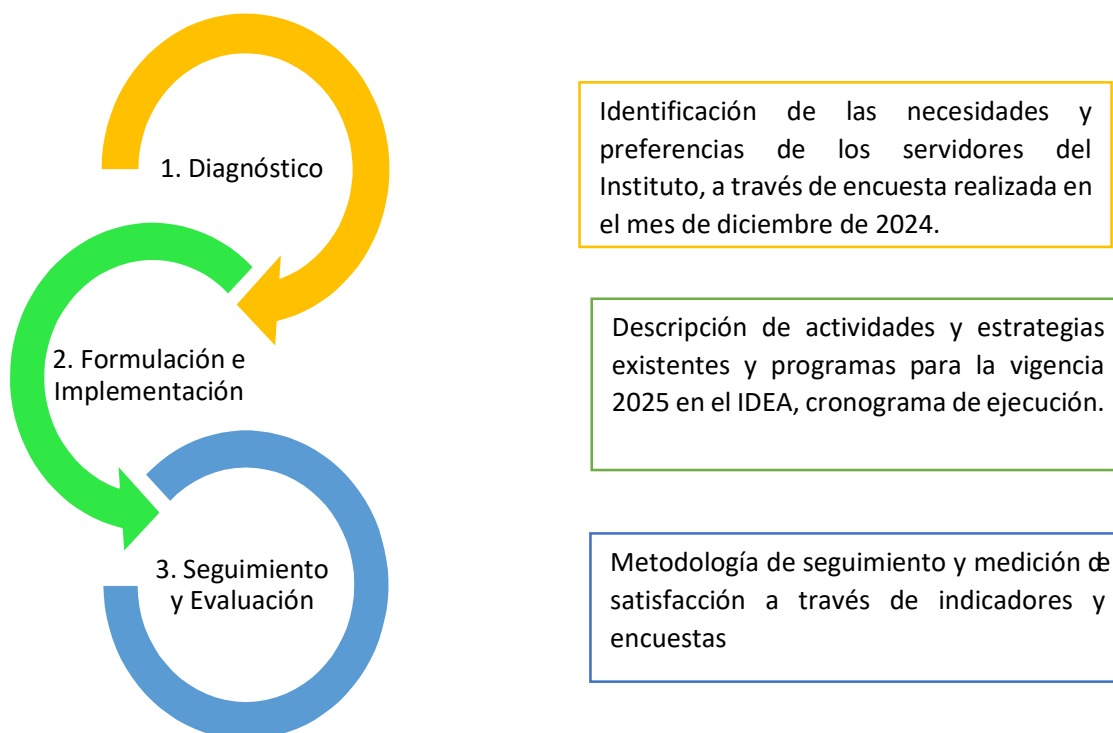 1. Diagnóstico
Identificación de las necesidades y
preferencias de los servidores del
Instituto, a través de encuesta realizada en
el mes de diciembre de 2024.
2. Formulación e
Implementación
Descripción de actividades y estrategias
existentes y programas para la vigencia
2025 en el IDEA, cronograma de ejecución.
3. Seguimiento
y Evaluación
Metodología de seguimiento y medición de
satisfacción a través de indicadores y
encuestas